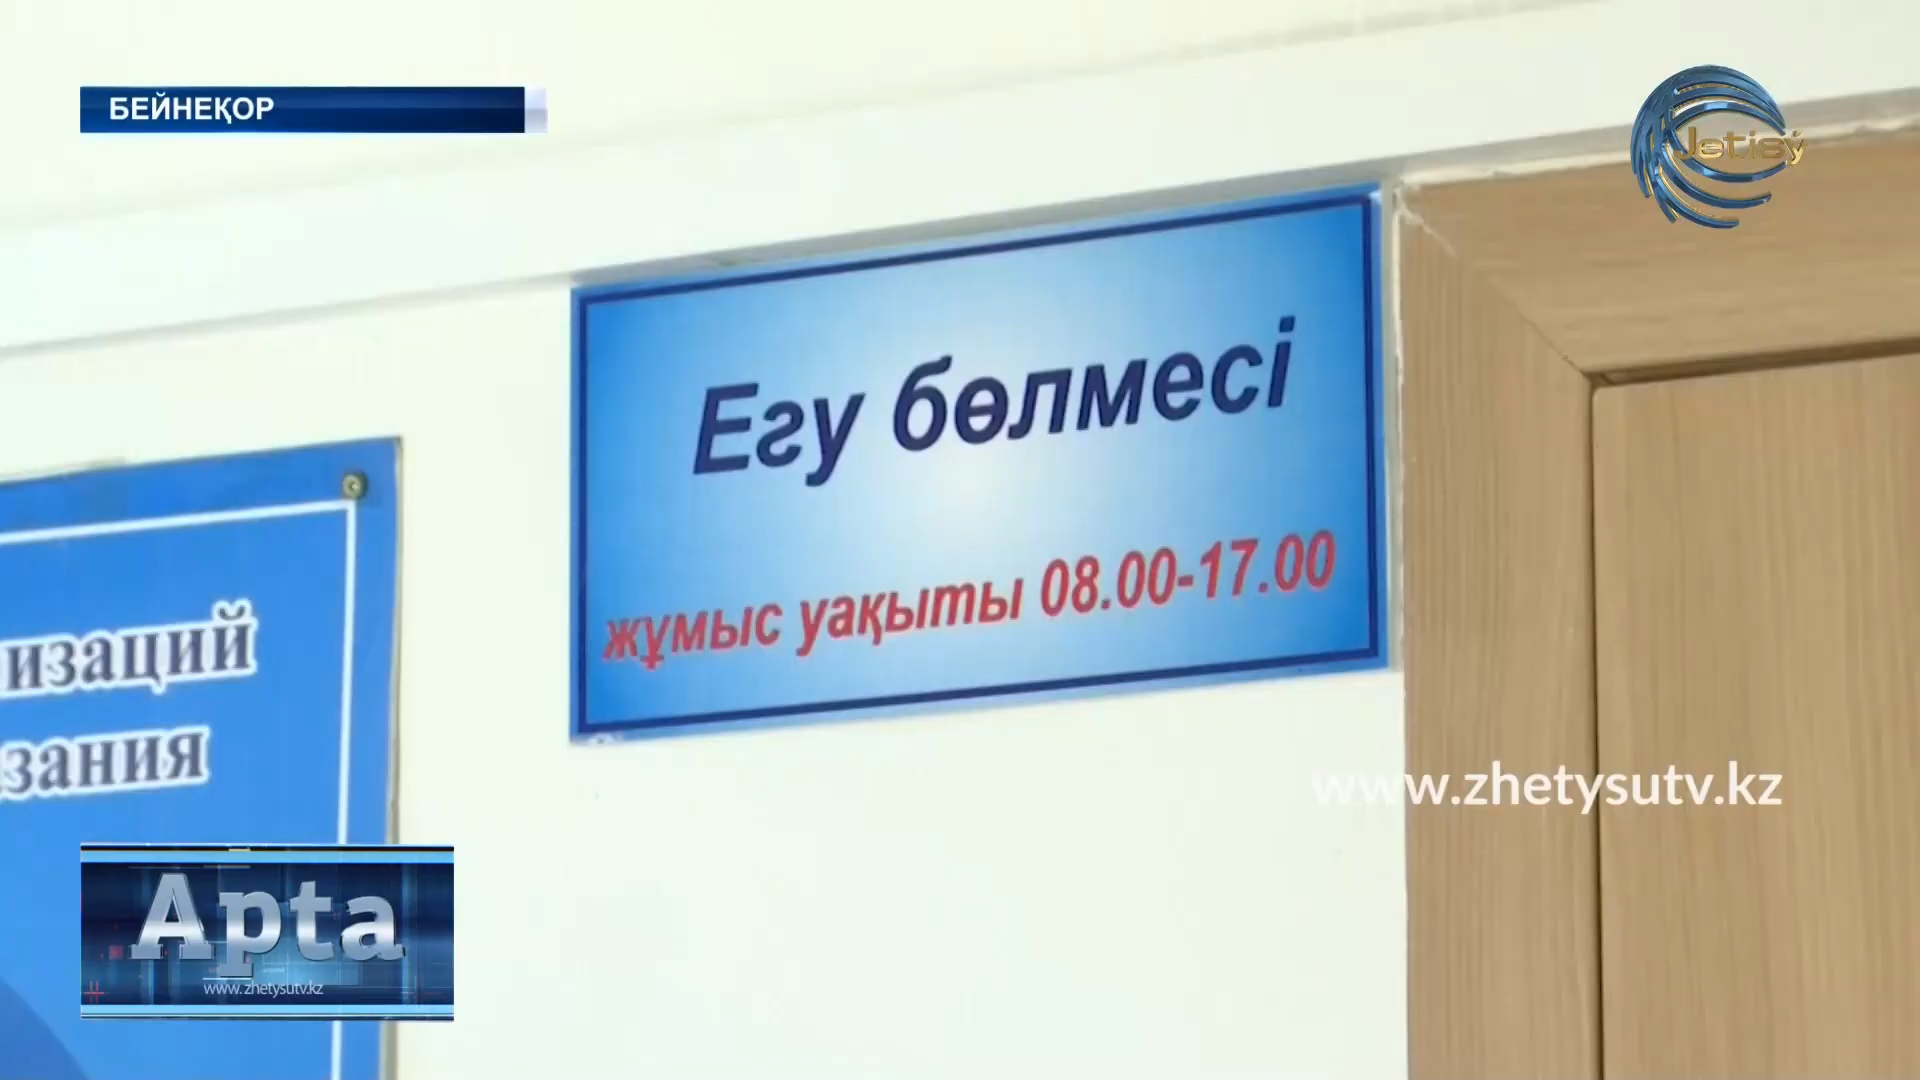 БЕЙНЕҚОР
Jetisý
Егу бөлмесі
жұмыс уақыты 08.00-17.00
изаций
зания
www.zhetysutv.kz
Apta
www.zhetysutv.kz